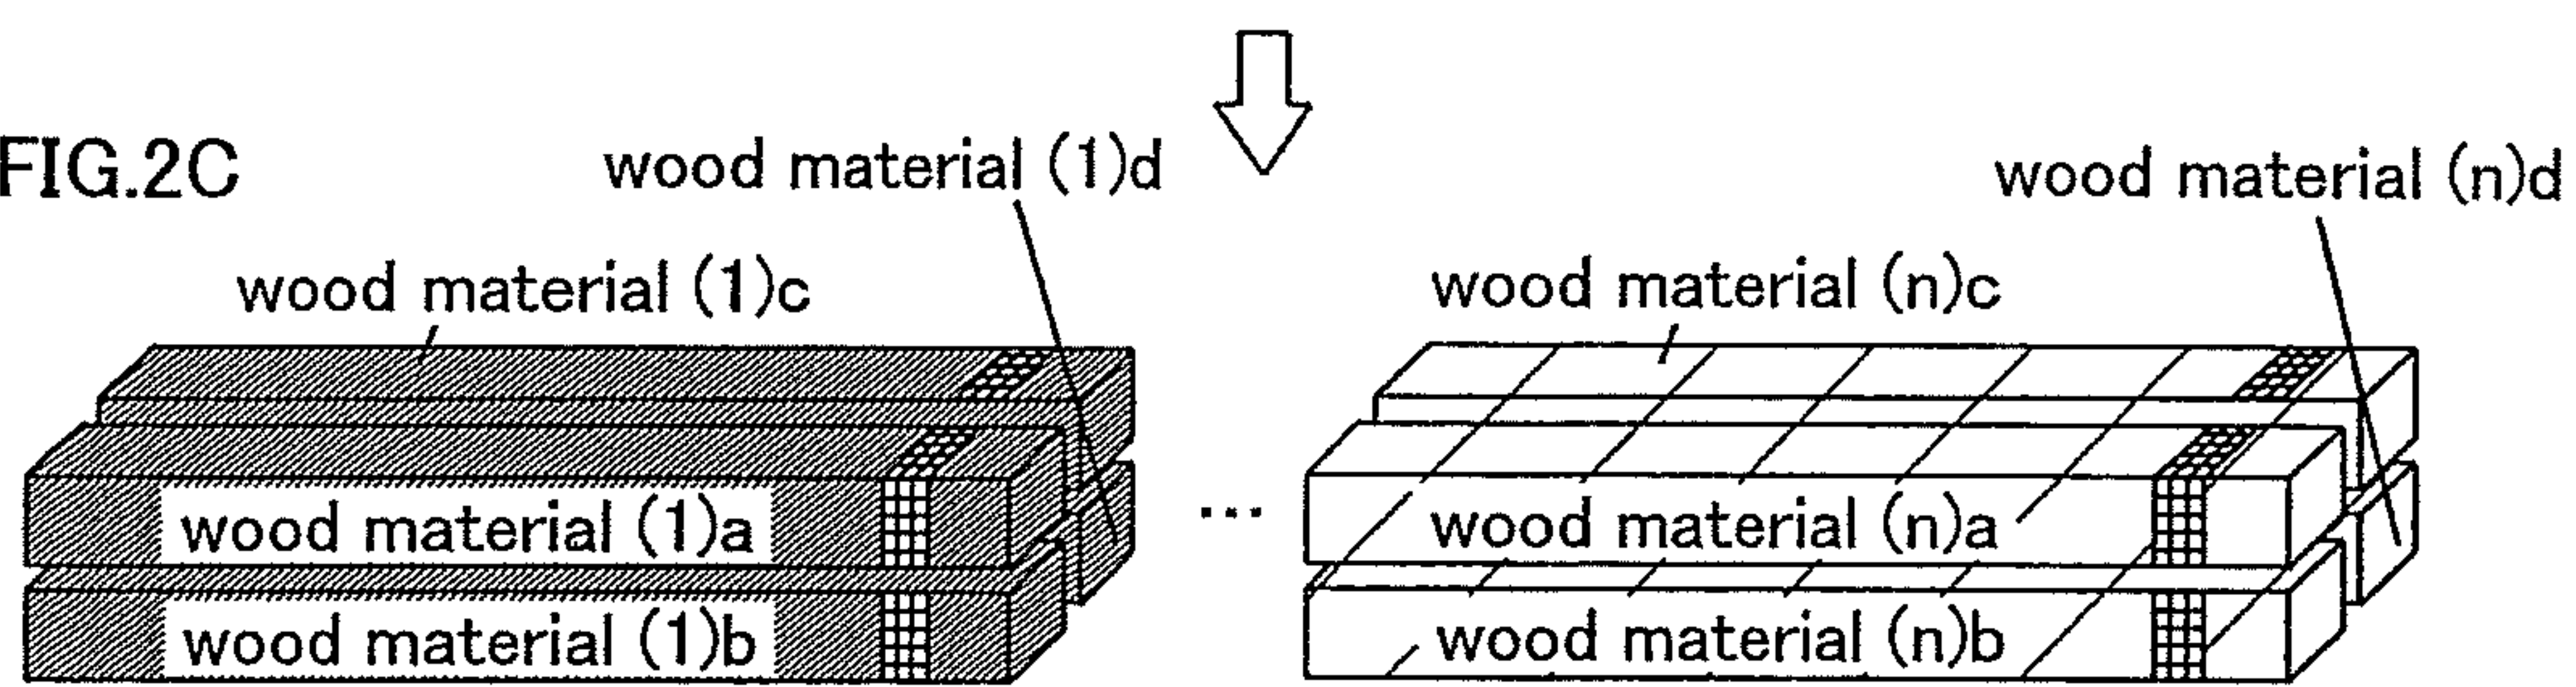 FIG.2C
wood material (1)d
wood material (n)d
wood material (1)c
wood material (n)c
wood material (1)a
...
wood material (n)a
wood material (1)b
wood material (n)b